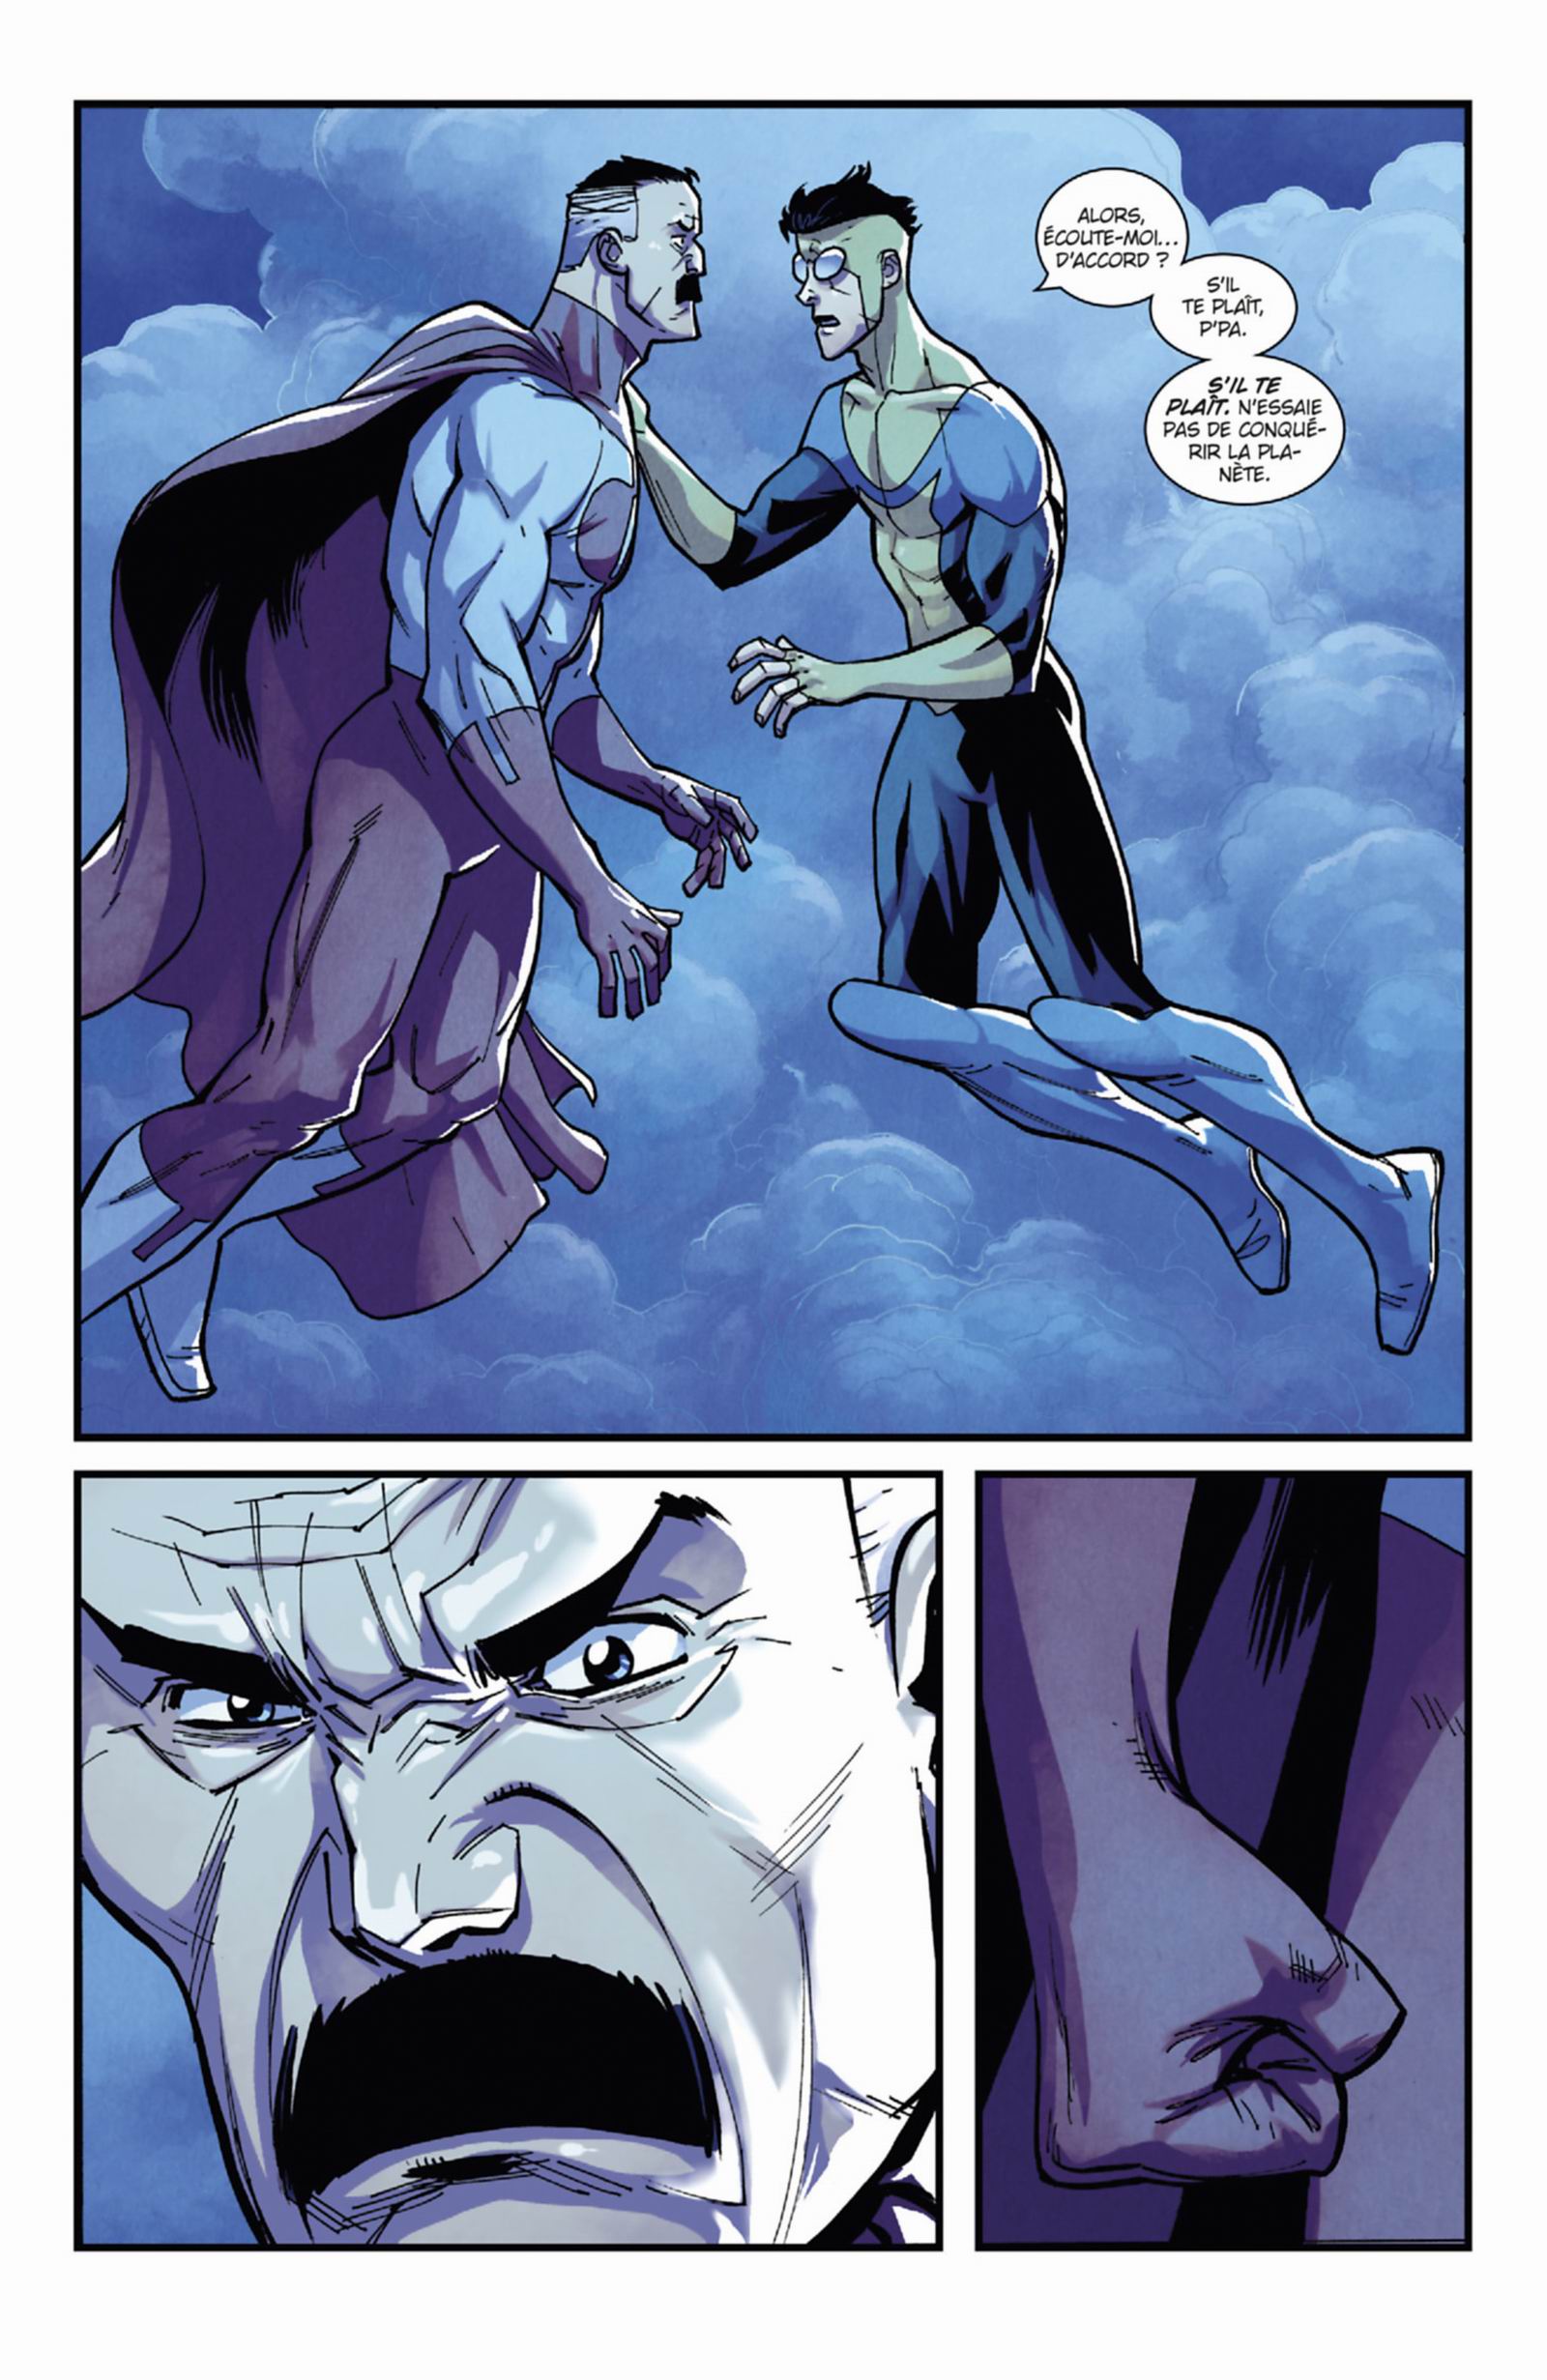 ALORS,
ÉCOUTE-MOI...
D'ACCORD ?
S'IL
TE PLAÎT,
P'PA.
S'IL TE
PLAÎT. N'ESSAIE
PAS DE CONQUÉ-
RIR LA PLA-
NÈTE.